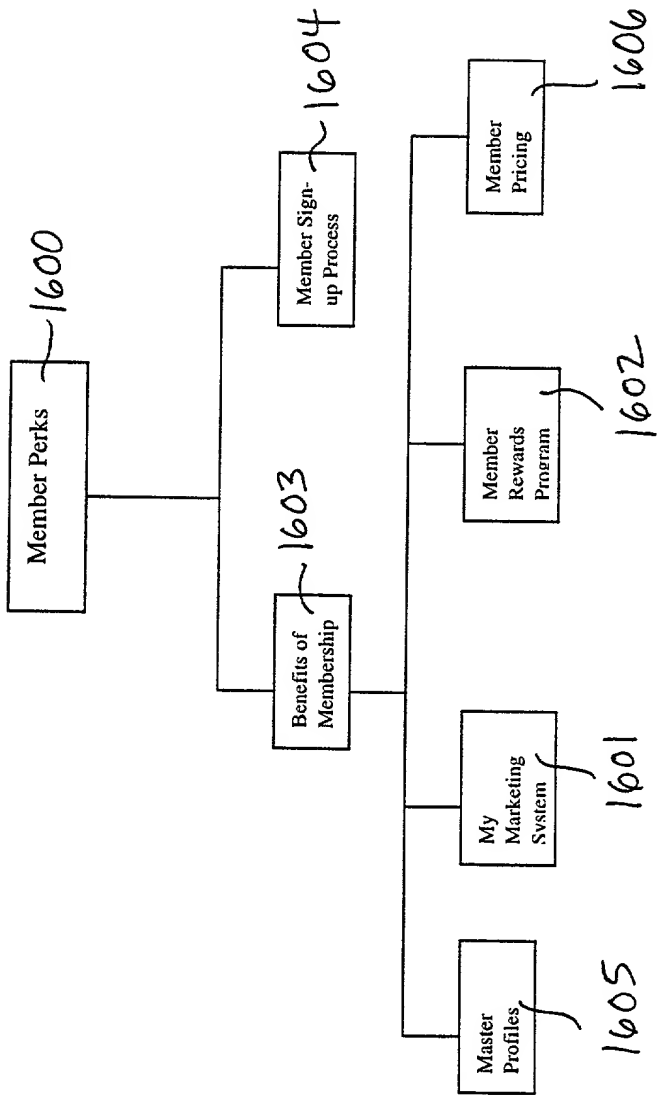 Member Perks
1600
Benefits of
Membership
1603
Member Sign-
up Process
1604
Master
Profiles
1605
My
Marketing
System
1601
Member
Rewards
Program
1602
Member
Pricing
1606